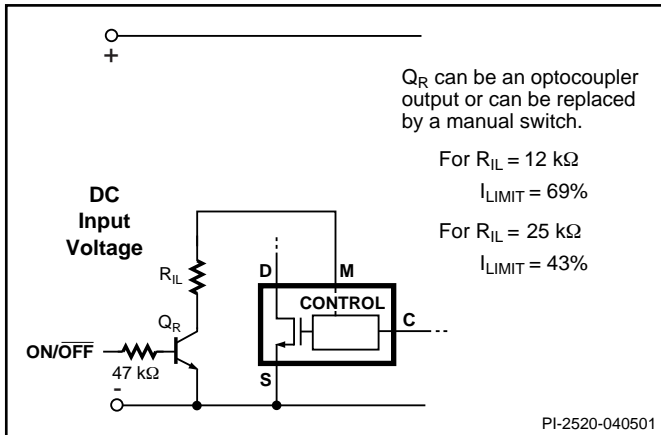 +
Q_R can be an optocoupler
output or can be replaced
by a manual switch.
For R_IL = 12 kΩ
I_LIMIT = 69%
For R_IL = 25 kΩ
I_LIMIT = 43%
DC
Input
Voltage
R_IL
D
M
CONTROL
C
Q_R
ON/O̅F̅F̅
47 kΩ
S
-
PI-2520-040501